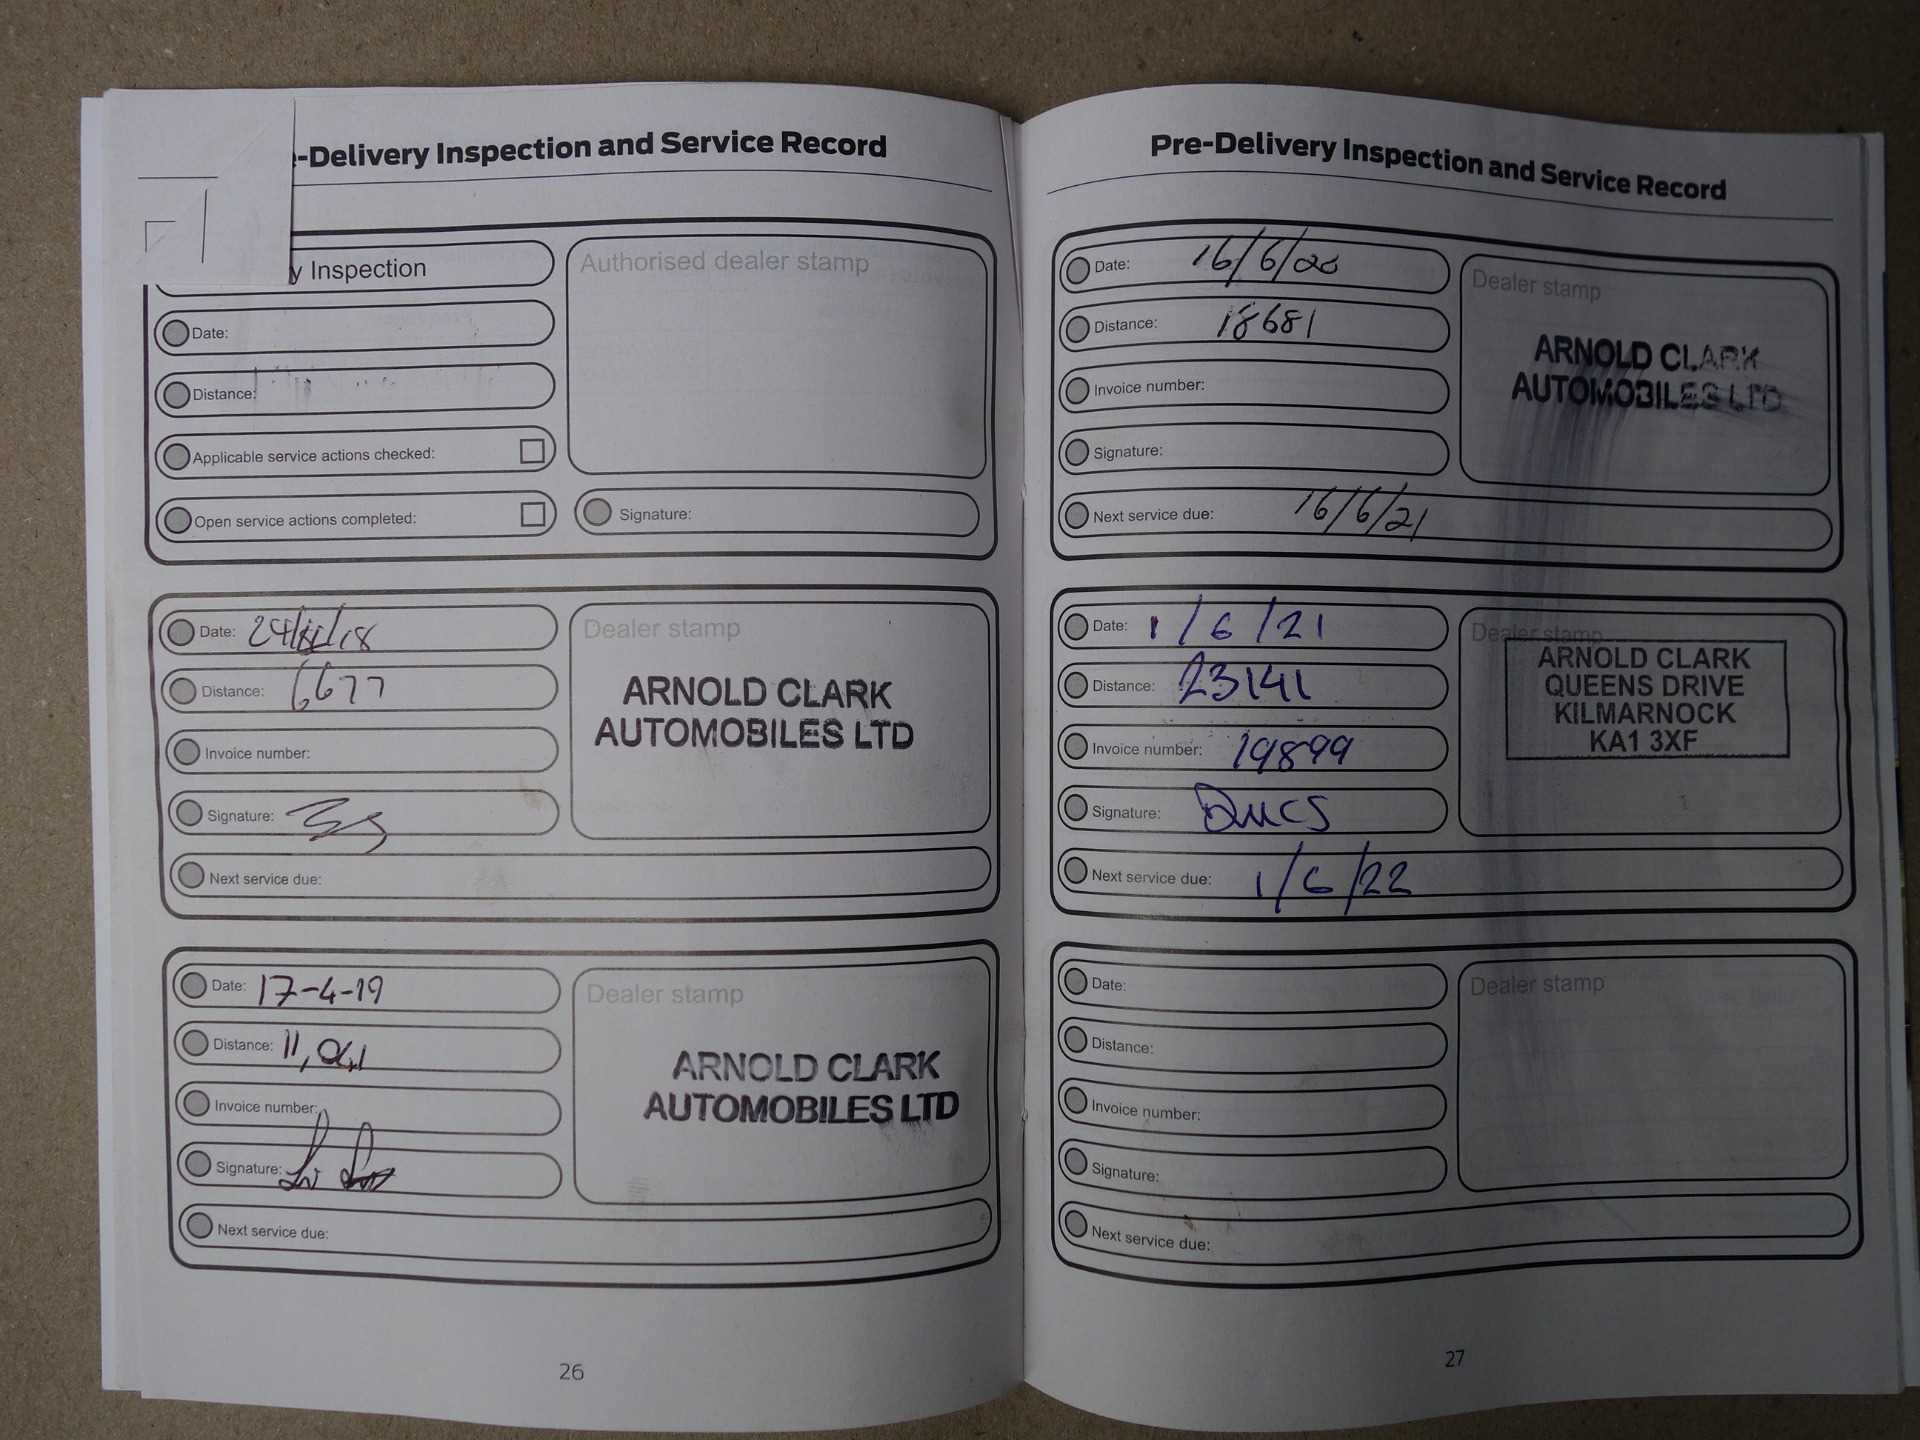 -Delivery Inspection and Service Record
y Inspection
Authorised dealer stamp
Date:
Distance:
Applicable service actions checked:
Open service actions completed:
Signature:
Date: 24/ /18
Distance: 6677
Invoice number:
Signature:
Next service due:
Dealer stamp
ARNOLD CLARK
AUTOMOBILES LTD
Date: 17-4-19
Distance: 11,041
Invoice number:
Signature:
Next service due:
Dealer stamp
ARNOLD CLARK
AUTOMOBILES LTD
26
Pre-Delivery Inspection and Service Record
Date: 16/6/20
Distance: 18681
Invoice number:
Signature:
Next service due: 16/6/21
Dealer stamp
ARNOLD CLARK
AUTOMOBILES LTD
Date: 1/6/21
Distance: 23141
Invoice number: 19899
Signature:
Next service due: 1/6/22
Dealer stamp
ARNOLD CLARK
QUEENS DRIVE
KILMARNOCK
KA1 3XF
Date:
Distance:
Invoice number:
Signature:
Next service due:
Dealer stamp
27